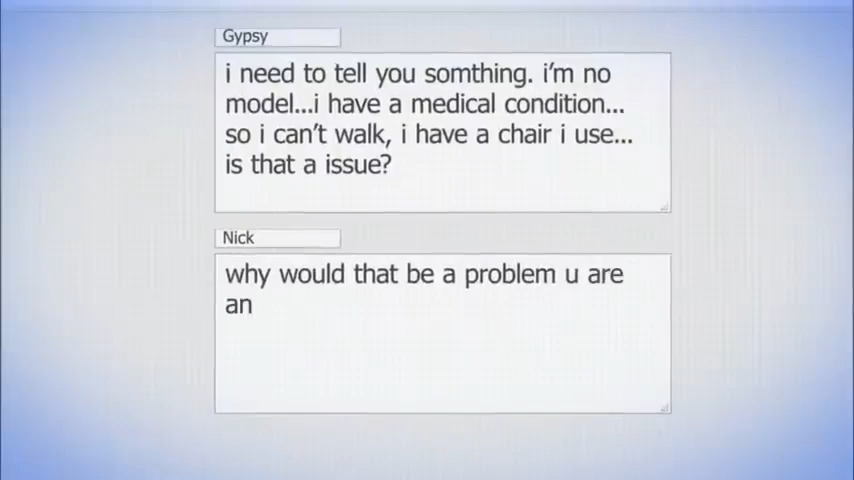 Gypsy
i need to tell you somthing. i'm no
model...i have a medical condition...
so i can't walk, i have a chair i use...
is that a issue?
Nick
why would that be a problem u are
an